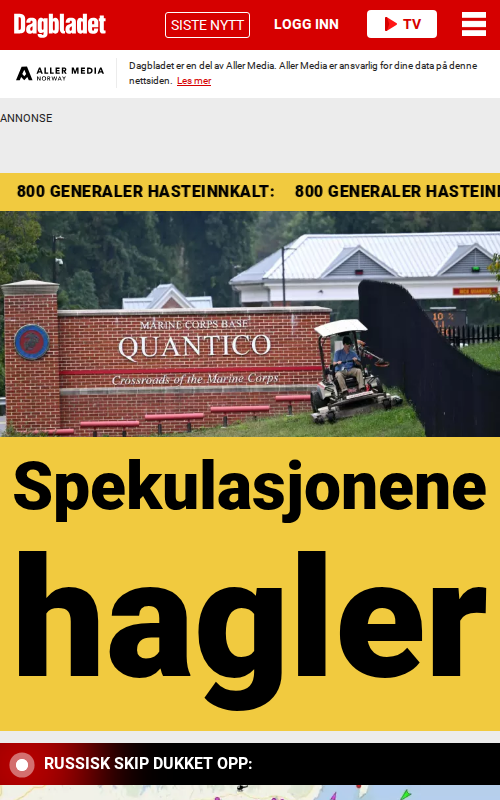 Dagbladet SISTE NYTT LOGG INN TV
ALLER MEDIA
NORWAY
Dagbladet er en del av Aller Media. Aller Media er ansvarlig for dine data på denne
nettsiden. Les mer
ANNONSE
800 GENERALER HASTEINNKALT: 800 GENERALER
MARINE CORPS BASE
QUANTICO
Crossroads of the Marine Corps
Spekulasjonene
hagler
RUSSISK SKIP DUKKET OPP: